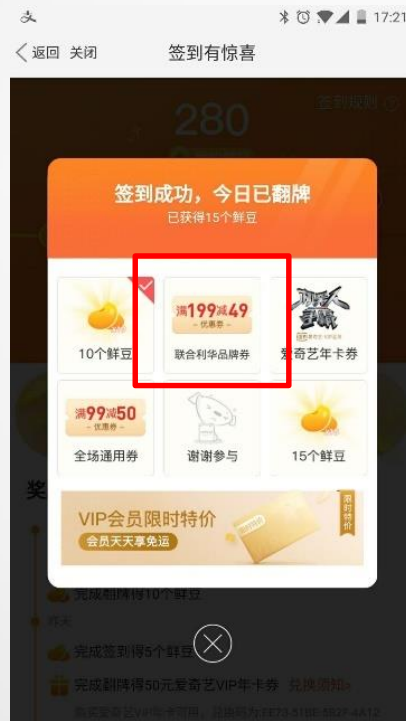 17:21
返回 关闭 签到有惊喜
签到规则
280
签到成功，今日已翻牌
已获得15个鲜豆
满199减49
- 优惠券 -
10个鲜豆 联合利华品牌券 爱奇艺年卡券
满99减50
- 优惠券 -
全场通用券 谢谢参与 15个鲜豆
VIP会员限时特价
会员天天享免运
限时特价
奖
完成翻牌得10个鲜豆
昨天
完成签到得5个鲜豆
完成翻牌得50元爱奇艺VIP年卡券 兑换须知>